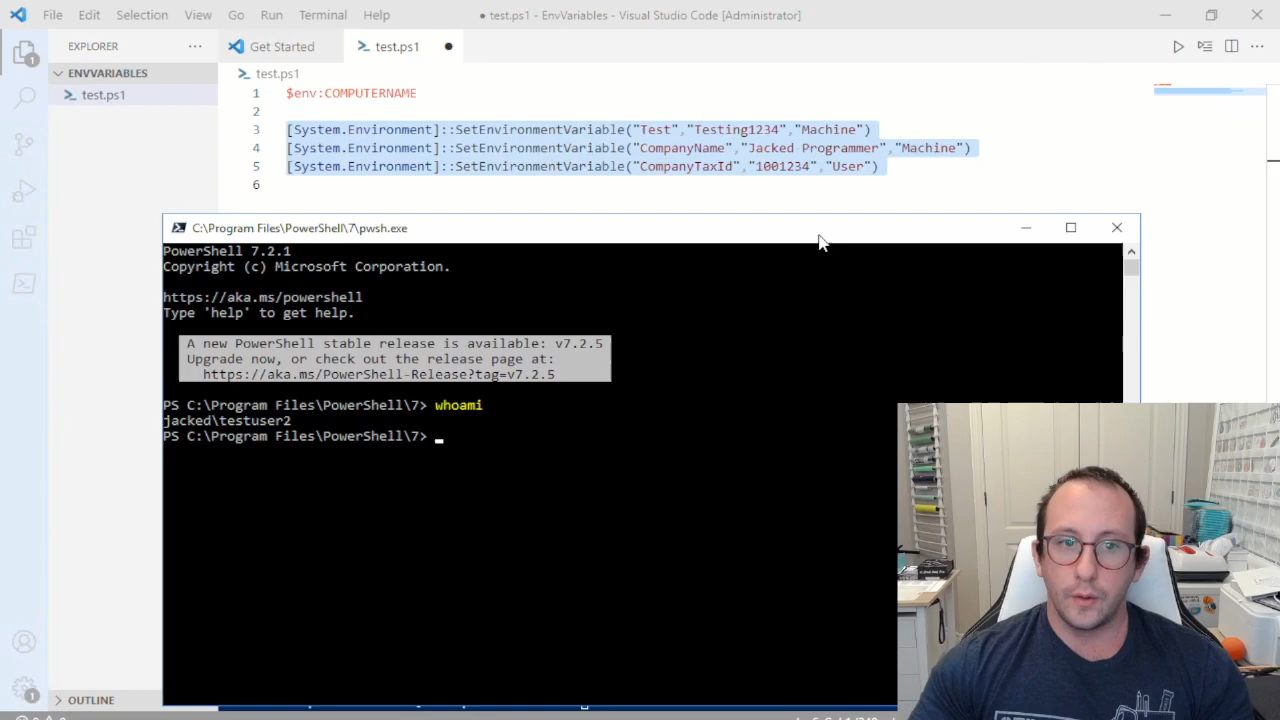 File Edit Selection View Go Run Terminal Help ● test.ps1 - EnvVariables - Visual Studio Code [Administrator]
EXPLORER ··· Get Started test.ps1 ●
ENVVARIABLES
test.ps1
test.ps1
1 $env:COMPUTERNAME
2
3 [System.Environment]::SetEnvironmentVariable("Test","Testing1234","Machine")
4 [System.Environment]::SetEnvironmentVariable("CompanyName","Jacked Programmer","Machine")
5 [System.Environment]::SetEnvironmentVariable("CompanyTaxId","1001234","User")
6
C:\Program Files\PowerShell\7\pwsh.exe
PowerShell 7.2.1
Copyright (c) Microsoft Corporation.
https://aka.ms/powershell
Type 'help' to get help.
A new PowerShell stable release is available: v7.2.5
Upgrade now, or check out the release page at:
https://aka.ms/PowerShell-Release?tag=v7.2.5
PS C:\Program Files\PowerShell\7> whoami
jacked\testuser2
PS C:\Program Files\PowerShell\7>
1
1
OUTLINE